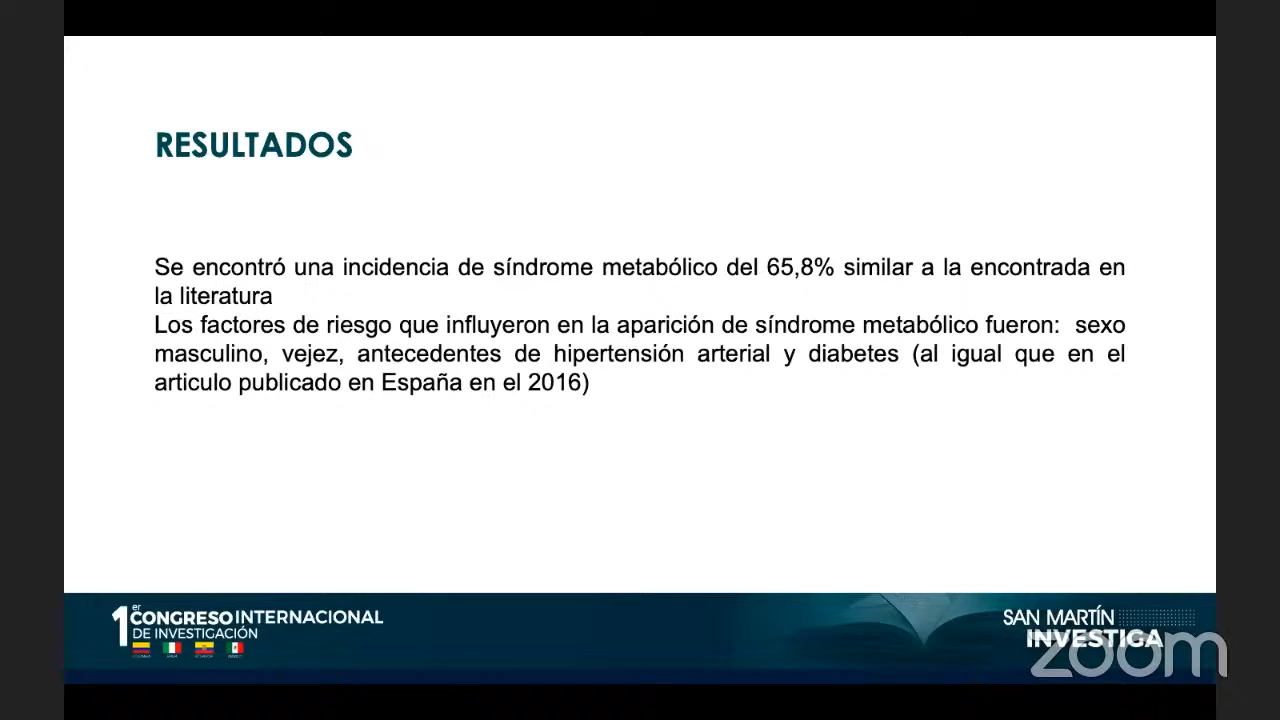 RESULTADOS
Se encontró una incidencia de síndrome metabólico del 65,8% similar a la encontrada en
la literatura
Los factores de riesgo que influyeron en la aparición de síndrome metabólico fueron: sexo
masculino, vejez, antecedentes de hipertensión arterial y diabetes (al igual que en el
articulo publicado en España en el 2016)
1er CONGRESO INTERNACIONAL
DE INVESTIGACIÓN
SAN MARTÍN
INVESTIGA
zoom